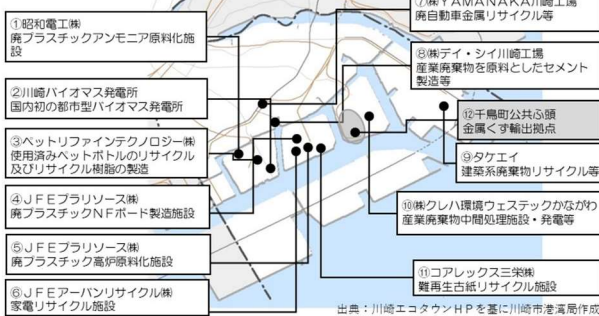 ①昭和電工㈱
廃プラスチックアンモニア原料化施
設
②川崎バイオマス発電所
国内初の都市型バイオマス発電所
③ペットリファインテクノロジー㈱
使用済みペットボトルのリサイクル
及びリサイクル樹脂の製造
④JFEプラリソース㈱
廃プラスチックNFボード製造施設
⑤JFEプラリソース㈱
廃プラスチック高炉原料化施設
⑥JFEアーバンリサイクル㈱
家電リサイクル施設
⑦㈱YAMANAKA川崎工場
廃自動車金属リサイクル等
⑧㈱デイ・シイ川崎工場
産業廃棄物を原料としたセメント
製造等
⑫千鳥町公共ふ頭
金属くず輸出拠点
⑨タケエイ
建築系廃棄物リサイクル等
⑩㈱クレハ環境ウェステックかながわ
産業廃棄物中間処理施設・発電等
⑪コアレックス三栄㈱
難再生古紙リサイクル施設
出典：川崎エコタウンHPを基に川崎市港湾局作成